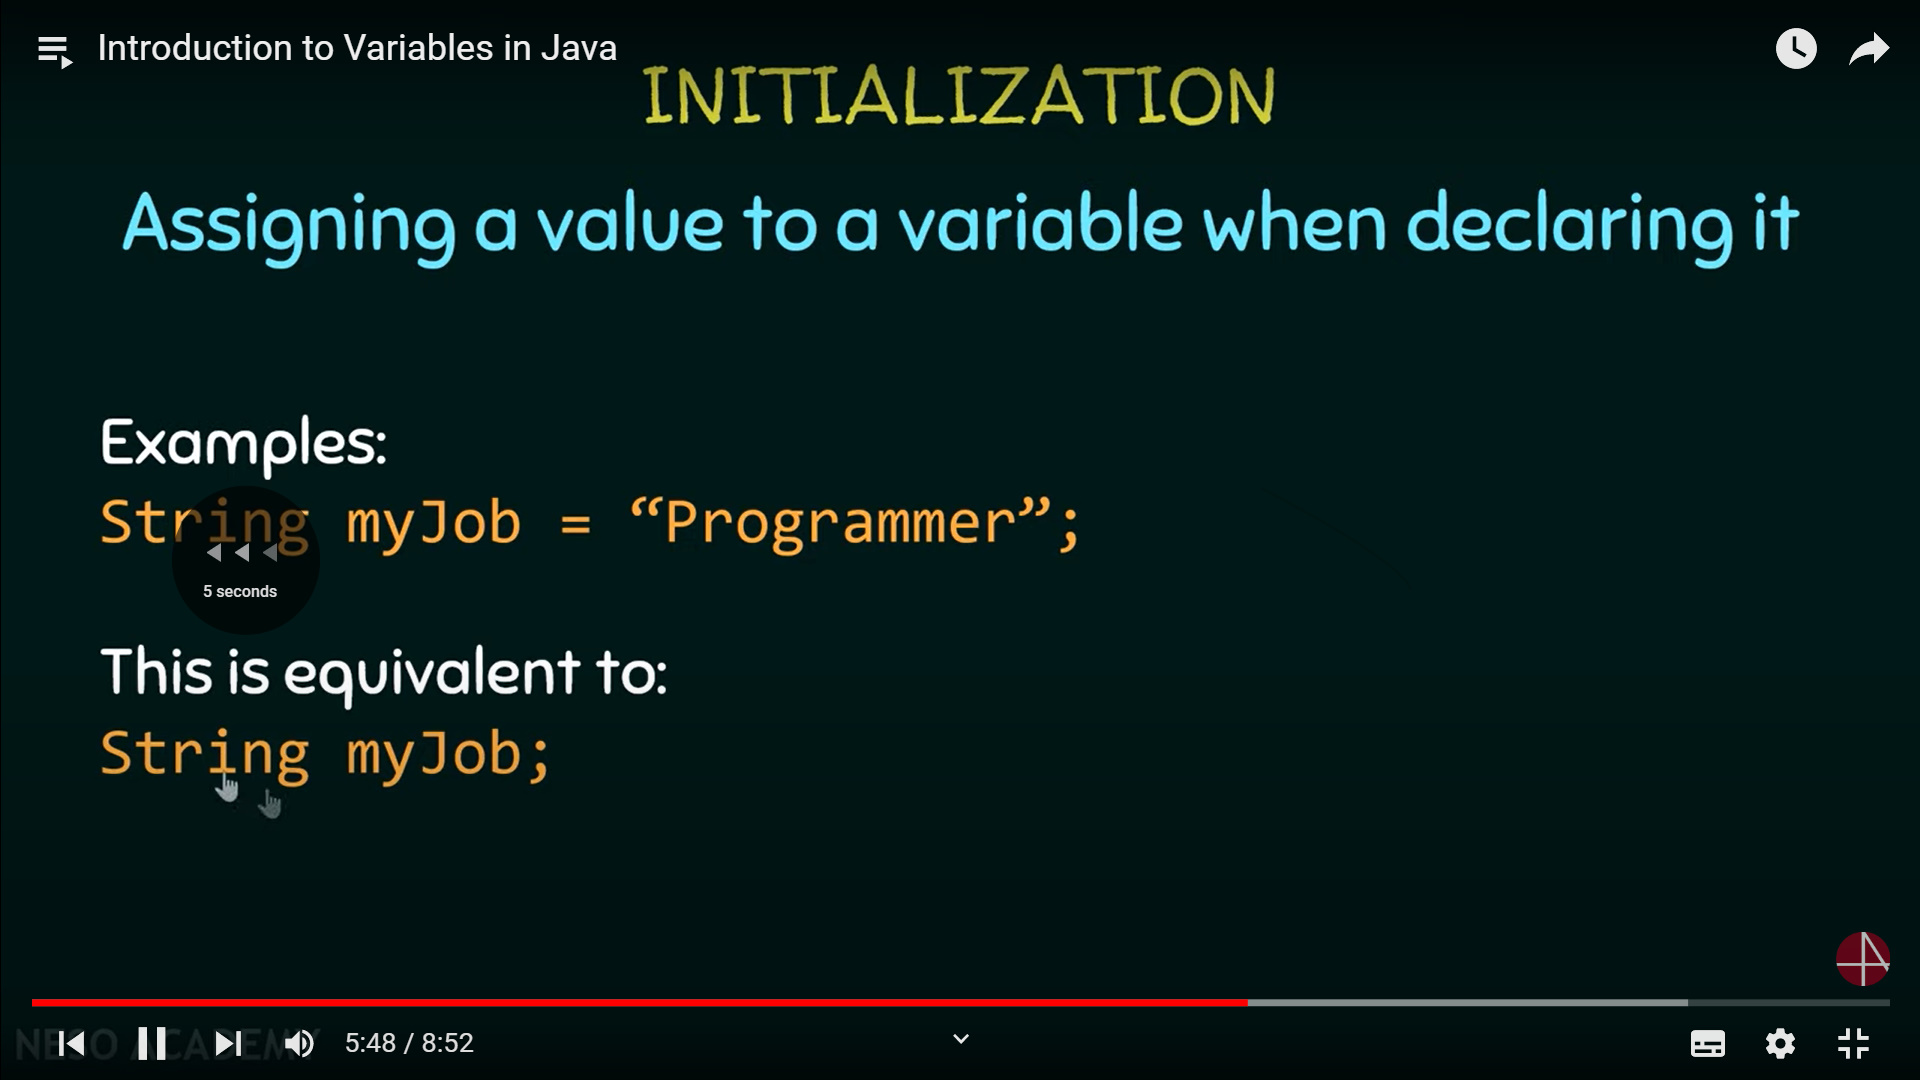 Introduction to Variables in Java
INITIALIZATION
Assigning a value to a variable when declaring it
Examples:
String myJob = “Programmer”;
5 seconds
This is equivalent to:
String myJob;
NESO ACADEMY
5:48 / 8:52